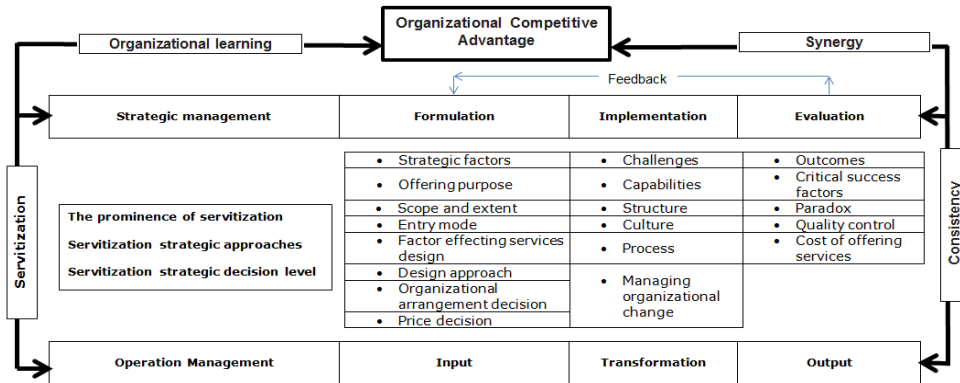 Organizational Competitive
Advantage
Organizational learning
Synergy
Feedback
Strategic management
Formulation
Implementation
Evaluation
Servitization
Consistency
The prominence of servitization
Servitization strategic approaches
Servitization strategic decision level
• Strategic factors
• Offering purpose
• Scope and extent
• Entry mode
• Factor effecting services
design
• Design approach
• Organizational
arrangement decision
• Price decision
• Challenges
• Capabilities
• Structure
• Culture
• Process
• Managing
organizational
change
• Outcomes
• Critical success
factors
• Paradox
• Quality control
• Cost of offering
services
Operation Management
Input
Transformation
Output